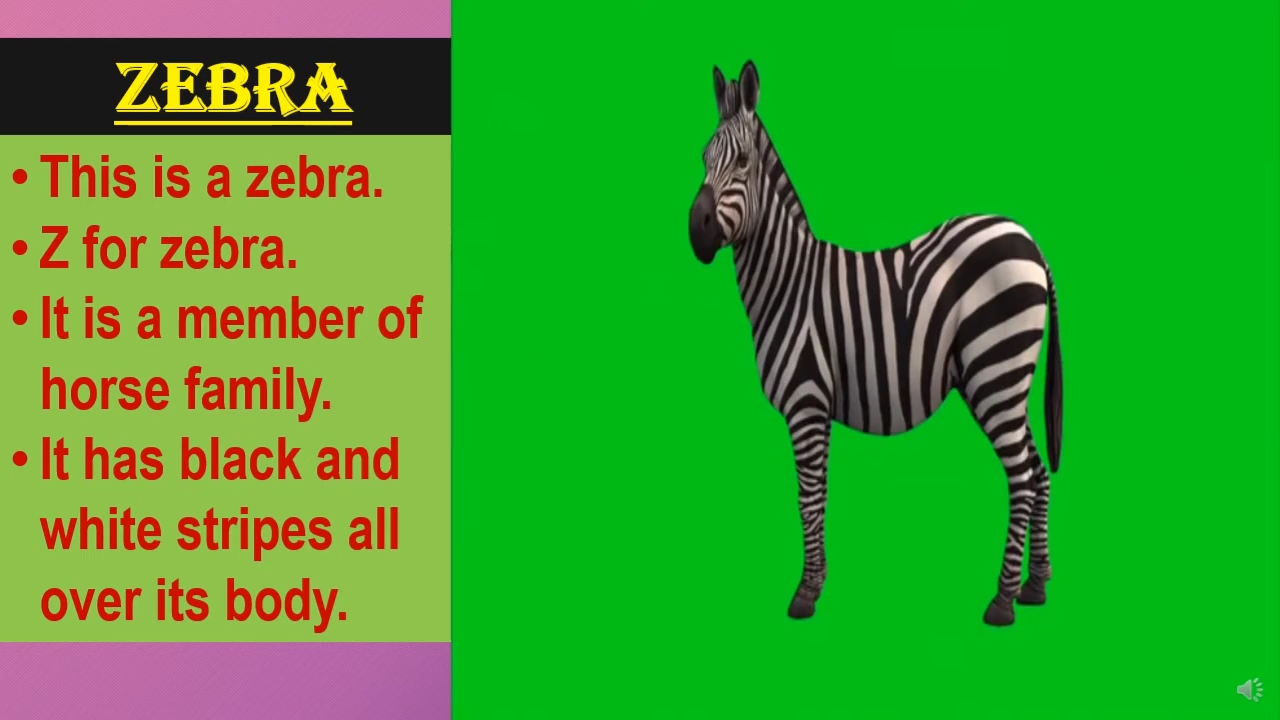 ZEBRA
• This is a zebra.
• Z for zebra.
• It is a member of
horse family.
• It has black and
white stripes all
over its body.